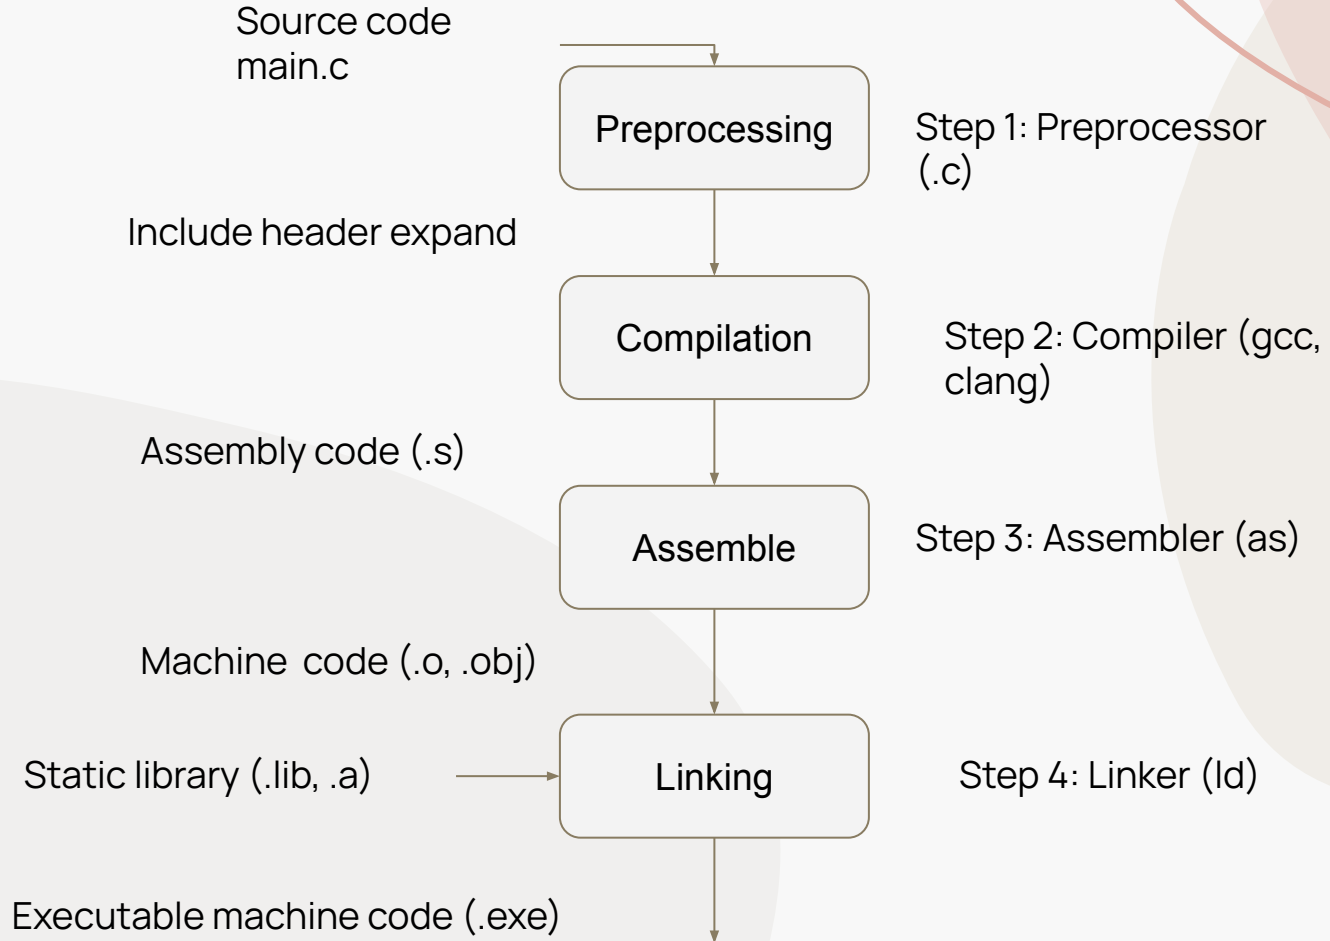 Source code
main.c
Preprocessing
Step 1: Preprocessor
(.c)
Include header expand
Compilation
Step 2: Compiler (gcc,
clang)
Assembly code (.s)
Assemble
Step 3: Assembler (as)
Machine  code (.o, .obj)
Static library (.lib, .a)
Linking
Step 4: Linker (ld)
Executable machine code (.exe)